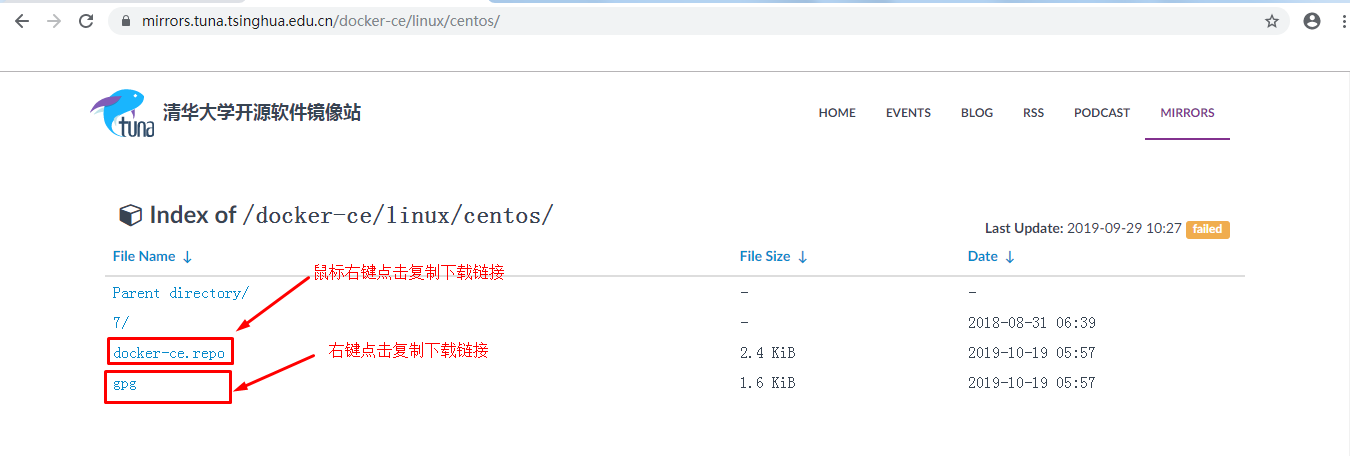 mirrors.tuna.tsinghua.edu.cn/docker-ce/linux/centos/
tuna 清华大学开源软件镜像站 HOME EVENTS BLOG RSS PODCAST MIRRORS
Index of /docker-ce/linux/centos/
Last Update: 2019-09-29 10:27 failed
File Name ↓ File Size ↓ Date ↓
鼠标右键点击复制下载链接
Parent directory/ - -
7/ - 2018-08-31 06:39
右键点击复制下载链接
docker-ce.repo 2.4 KiB 2019-10-19 05:57
gpg 1.6 KiB 2019-10-19 05:57